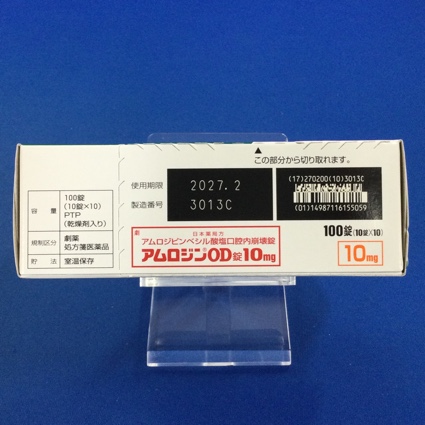 ▲
この部分から切り取れます。
使用期限 2027.2
製造番号 3013C
(17)270200(10)3013C
(01)14987116155059
容量 100錠
(10錠×10)
PTP
(乾燥剤入り)
規制区分 劇薬
処方箋医薬品
貯法 室温保存
劇 日本薬局方
アムロジピンベシル酸塩口腔内崩壊錠
アムロジンOD錠10mg
100錠(10錠×10)
10mg